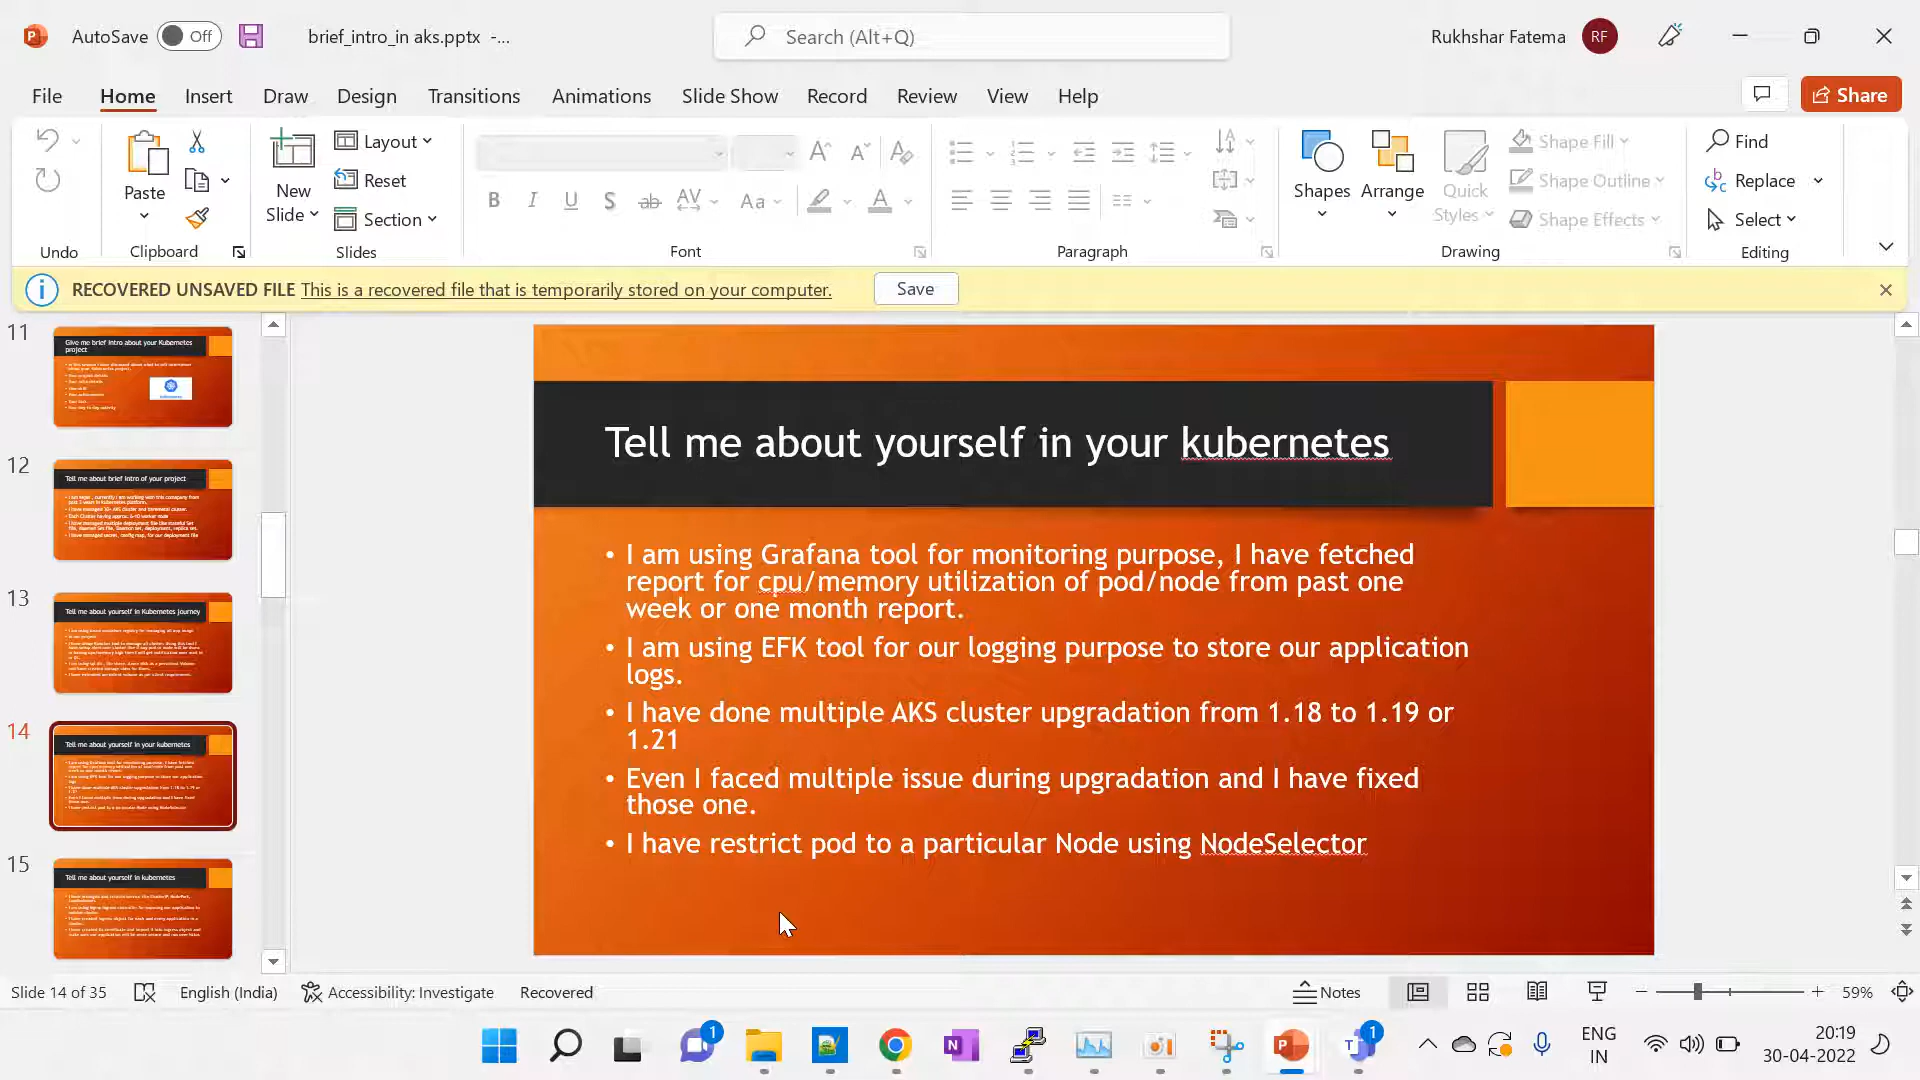 AutoSave Off brief_intro_in aks.pptx -... Search (Alt+Q) Rukhshar Fatema RF
File Home Insert Draw Design Transitions Animations Slide Show Record Review View Help Share
Paste
New
Slide
Layout
Reset
Section
Shapes
Arrange
Quick
Styles
Shape Fill
Shape Outline
Shape Effects
Find
Replace
Select
Undo Clipboard Slides Font Paragraph Drawing Editing
RECOVERED UNSAVED FILE This is a recovered file that is temporarily stored on your computer. Save
11
Give me brief intro about your Kubernetes
project
12
Tell me about brief intro of your project
13
Tell me about yourself in Kubernetes journey
14
Tell me about yourself in your kubernetes
15
Tell me about yourself in kubernetes
Tell me about yourself in your kubernetes
• I am using Grafana tool for monitoring purpose, I have fetched
report for cpu/memory utilization of pod/node from past one
week or one month report.
• I am using EFK tool for our logging purpose to store our application
logs.
• I have done multiple AKS cluster upgradation from 1.18 to 1.19 or
1.21
• Even I faced multiple issue during upgradation and I have fixed
those one.
• I have restrict pod to a particular Node using NodeSelector
Slide 14 of 35 English (India) Accessibility: Investigate Recovered Notes 59%
1
1
ENG
IN
20:19
30-04-2022